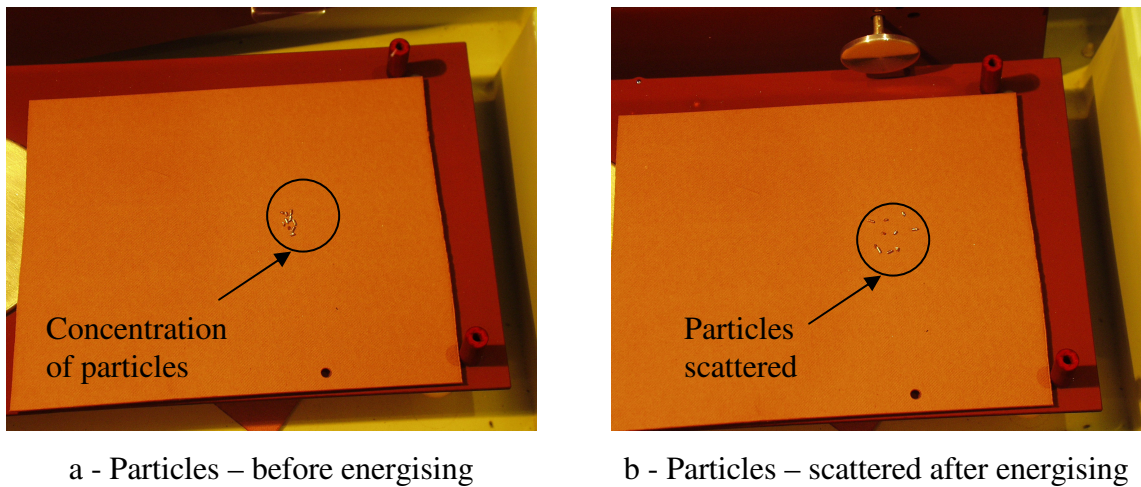 Concentration
of particles
Particles
scattered
a - Particles – before energising
b - Particles – scattered after energising